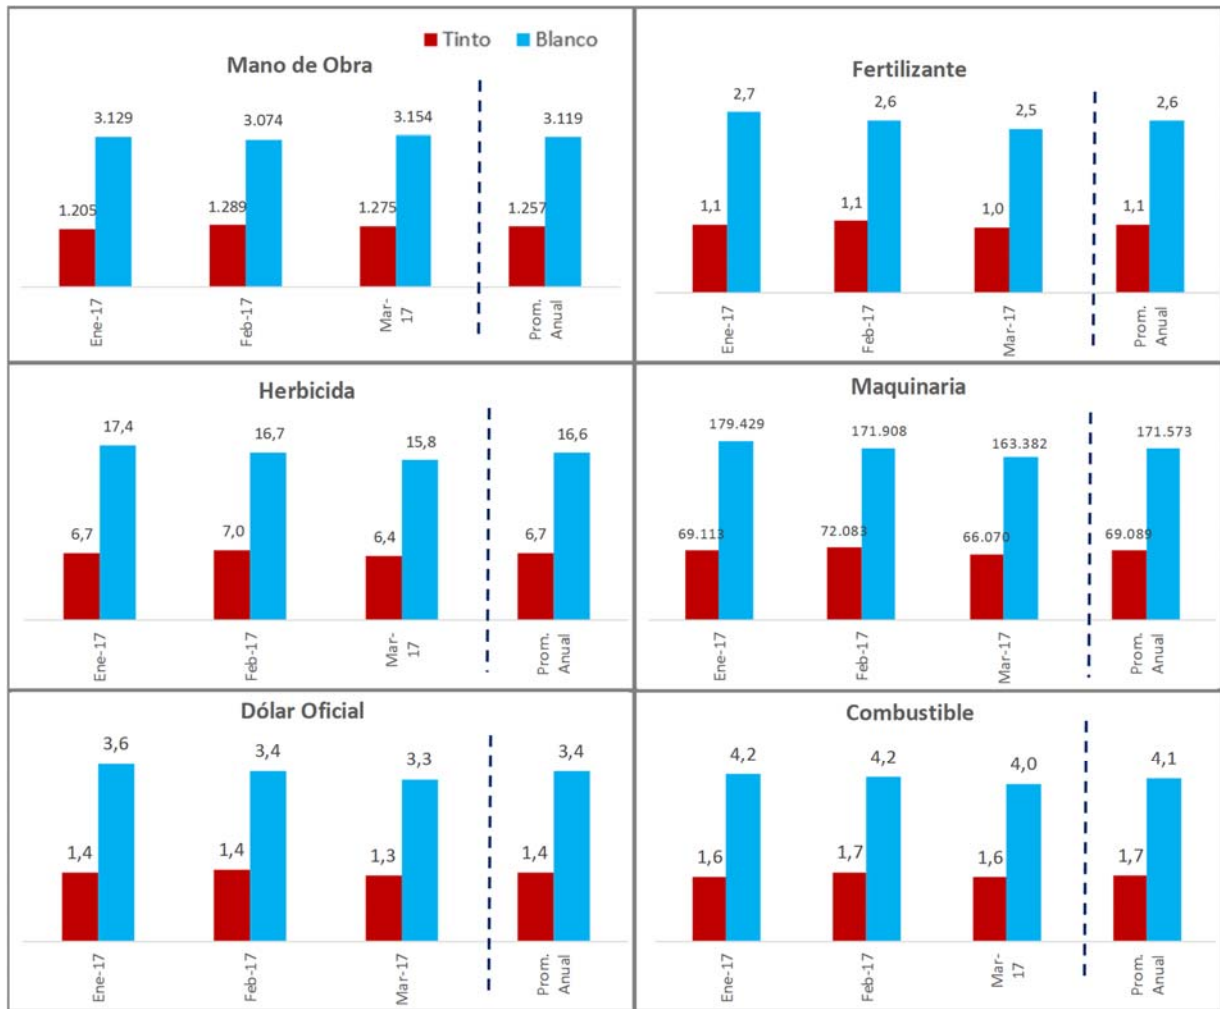 Tinto Blanco
Mano de Obra
3.129 3.074 3.154 3.119
1.205 1.289 1.275 1.257
Ene-17 Feb-17 Mar- Prom.
17 Anual
Fertilizante
2,7 2,6 2,5 2,6
1,1 1,1 1,0 1,1
Ene-17 Feb-17 Mar-17 Prom.
Anual
Herbicida
17,4 16,7 15,8 16,6
6,7 7,0 6,4 6,7
Ene-17 Feb-17 Mar- Prom.
17 Anual
Maquinaria
179.429 171.908 163.382 171.573
69.113 72.083 66.070 69.089
Ene-17 Feb-17 Mar-17 Prom.
Anual
Dólar Oficial
3,6 3,4 3,3 3,4
1,4 1,4 1,3 1,4
Ene-17 Feb-17 Mar-17 Prom.
Anual
Combustible
4,2 4,2 4,0 4,1
1,6 1,7 1,6 1,7
Ene-17 Feb-17 Mar- Prom.
17 Anual